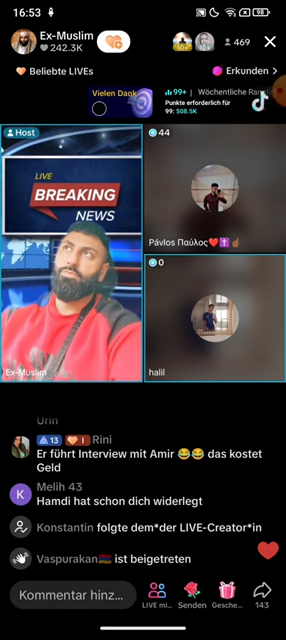 16:53
98
Ex-Muslim
242.3K
469
Beliebte LIVEs
Erkunden >
Vielen Dank
99+ | Wöchentliche Ran
Punkte erforderlich für
99: 508.5K
Host
LIVE
BREAKING
NEWS
Ex-Muslim
44
Pávlos Παύλος❤️✝️☝🏾
0
halil
Urin
13 I Rini
Er führt Interview mit Amir 😂😂 das kostet
Geld
K
Melih 43
Hamdi hat schon dich widerlegt
Konstantin folgte dem*der LIVE-Creator*in
Vaspurakan🇦🇲 ist beigetreten
Kommentar hinz...
LIVE mi...
Senden
Gesche...
143